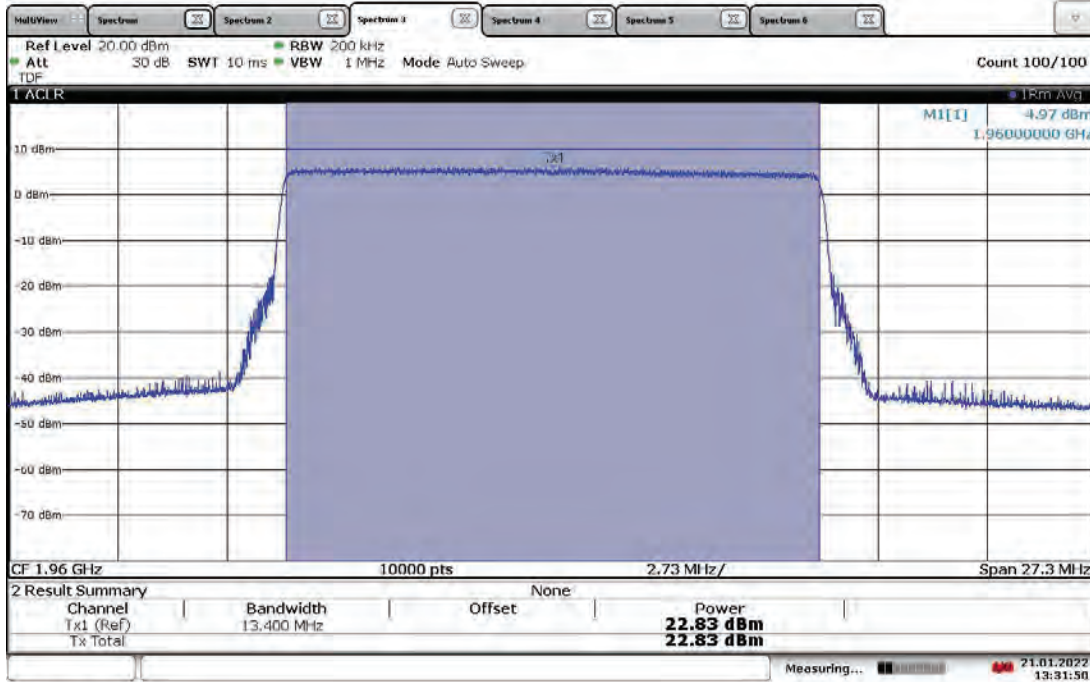 MultiView Spectrum Spectrum 2 Spectrum 3 Spectrum 4 Spectrum 5 Spectrum 6
Ref Level 20.00 dBm RBW 200 kHz
Att 30 dB SWT 10 ms VBW 1 MHz Mode Auto Sweep Count 100/100
TDF
1 ACLR 1Rm Avg
M1[1] 4.97 dBm
1.96000000 GHz
10 dBm
Tx1
0 dBm
-10 dBm
-20 dBm
-30 dBm
-40 dBm
-50 dBm
-60 dBm
-70 dBm
CF 1.96 GHz 10000 pts 2.73 MHz/ Span 27.3 MHz
2 Result Summary None
Channel Bandwidth Offset Power
Tx1 (Ref) 13.400 MHz 22.83 dBm
Tx Total 22.83 dBm
Measuring... 21.01.2022
13:31:50